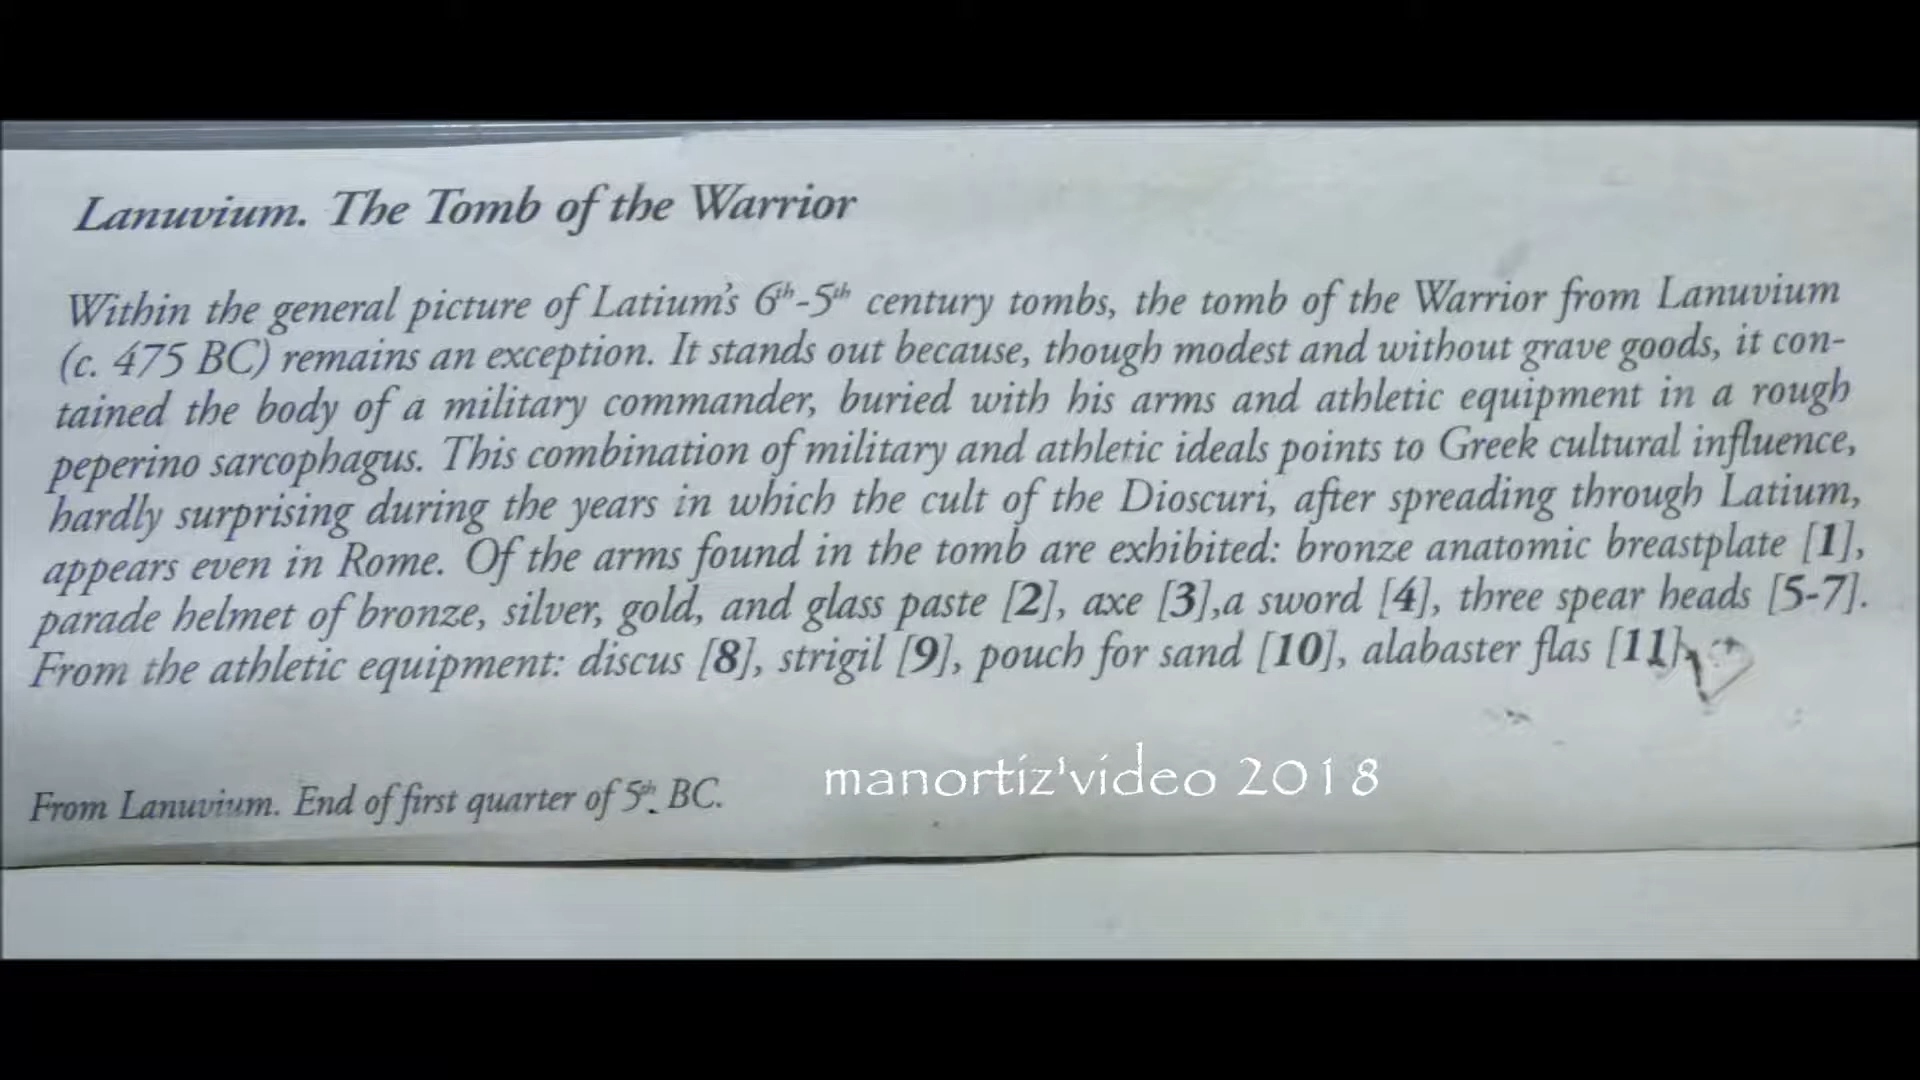 Lanuvium. The Tomb of the Warrior
Within the general picture of Latium's 6th-5th century tombs, the tomb of the Warrior from Lanuvium
(c. 475 BC) remains an exception. It stands out because, though modest and without grave goods, it con-
tained the body of a military commander, buried with his arms and athletic equipment in a rough
peperino sarcophagus. This combination of military and athletic ideals points to Greek cultural influence,
hardly surprising during the years in which the cult of the Dioscuri, after spreading through Latium,
appears even in Rome. Of the arms found in the tomb are exhibited: bronze anatomic breastplate [1],
parade helmet of bronze, silver, gold, and glass paste [2], axe [3],a sword [4], three spear heads [5-7].
From the athletic equipment: discus [8], strigil [9], pouch for sand [10], alabaster flas [11]
From Lanuvium. End of first quarter of 5th. BC.
manortiz'video 2018